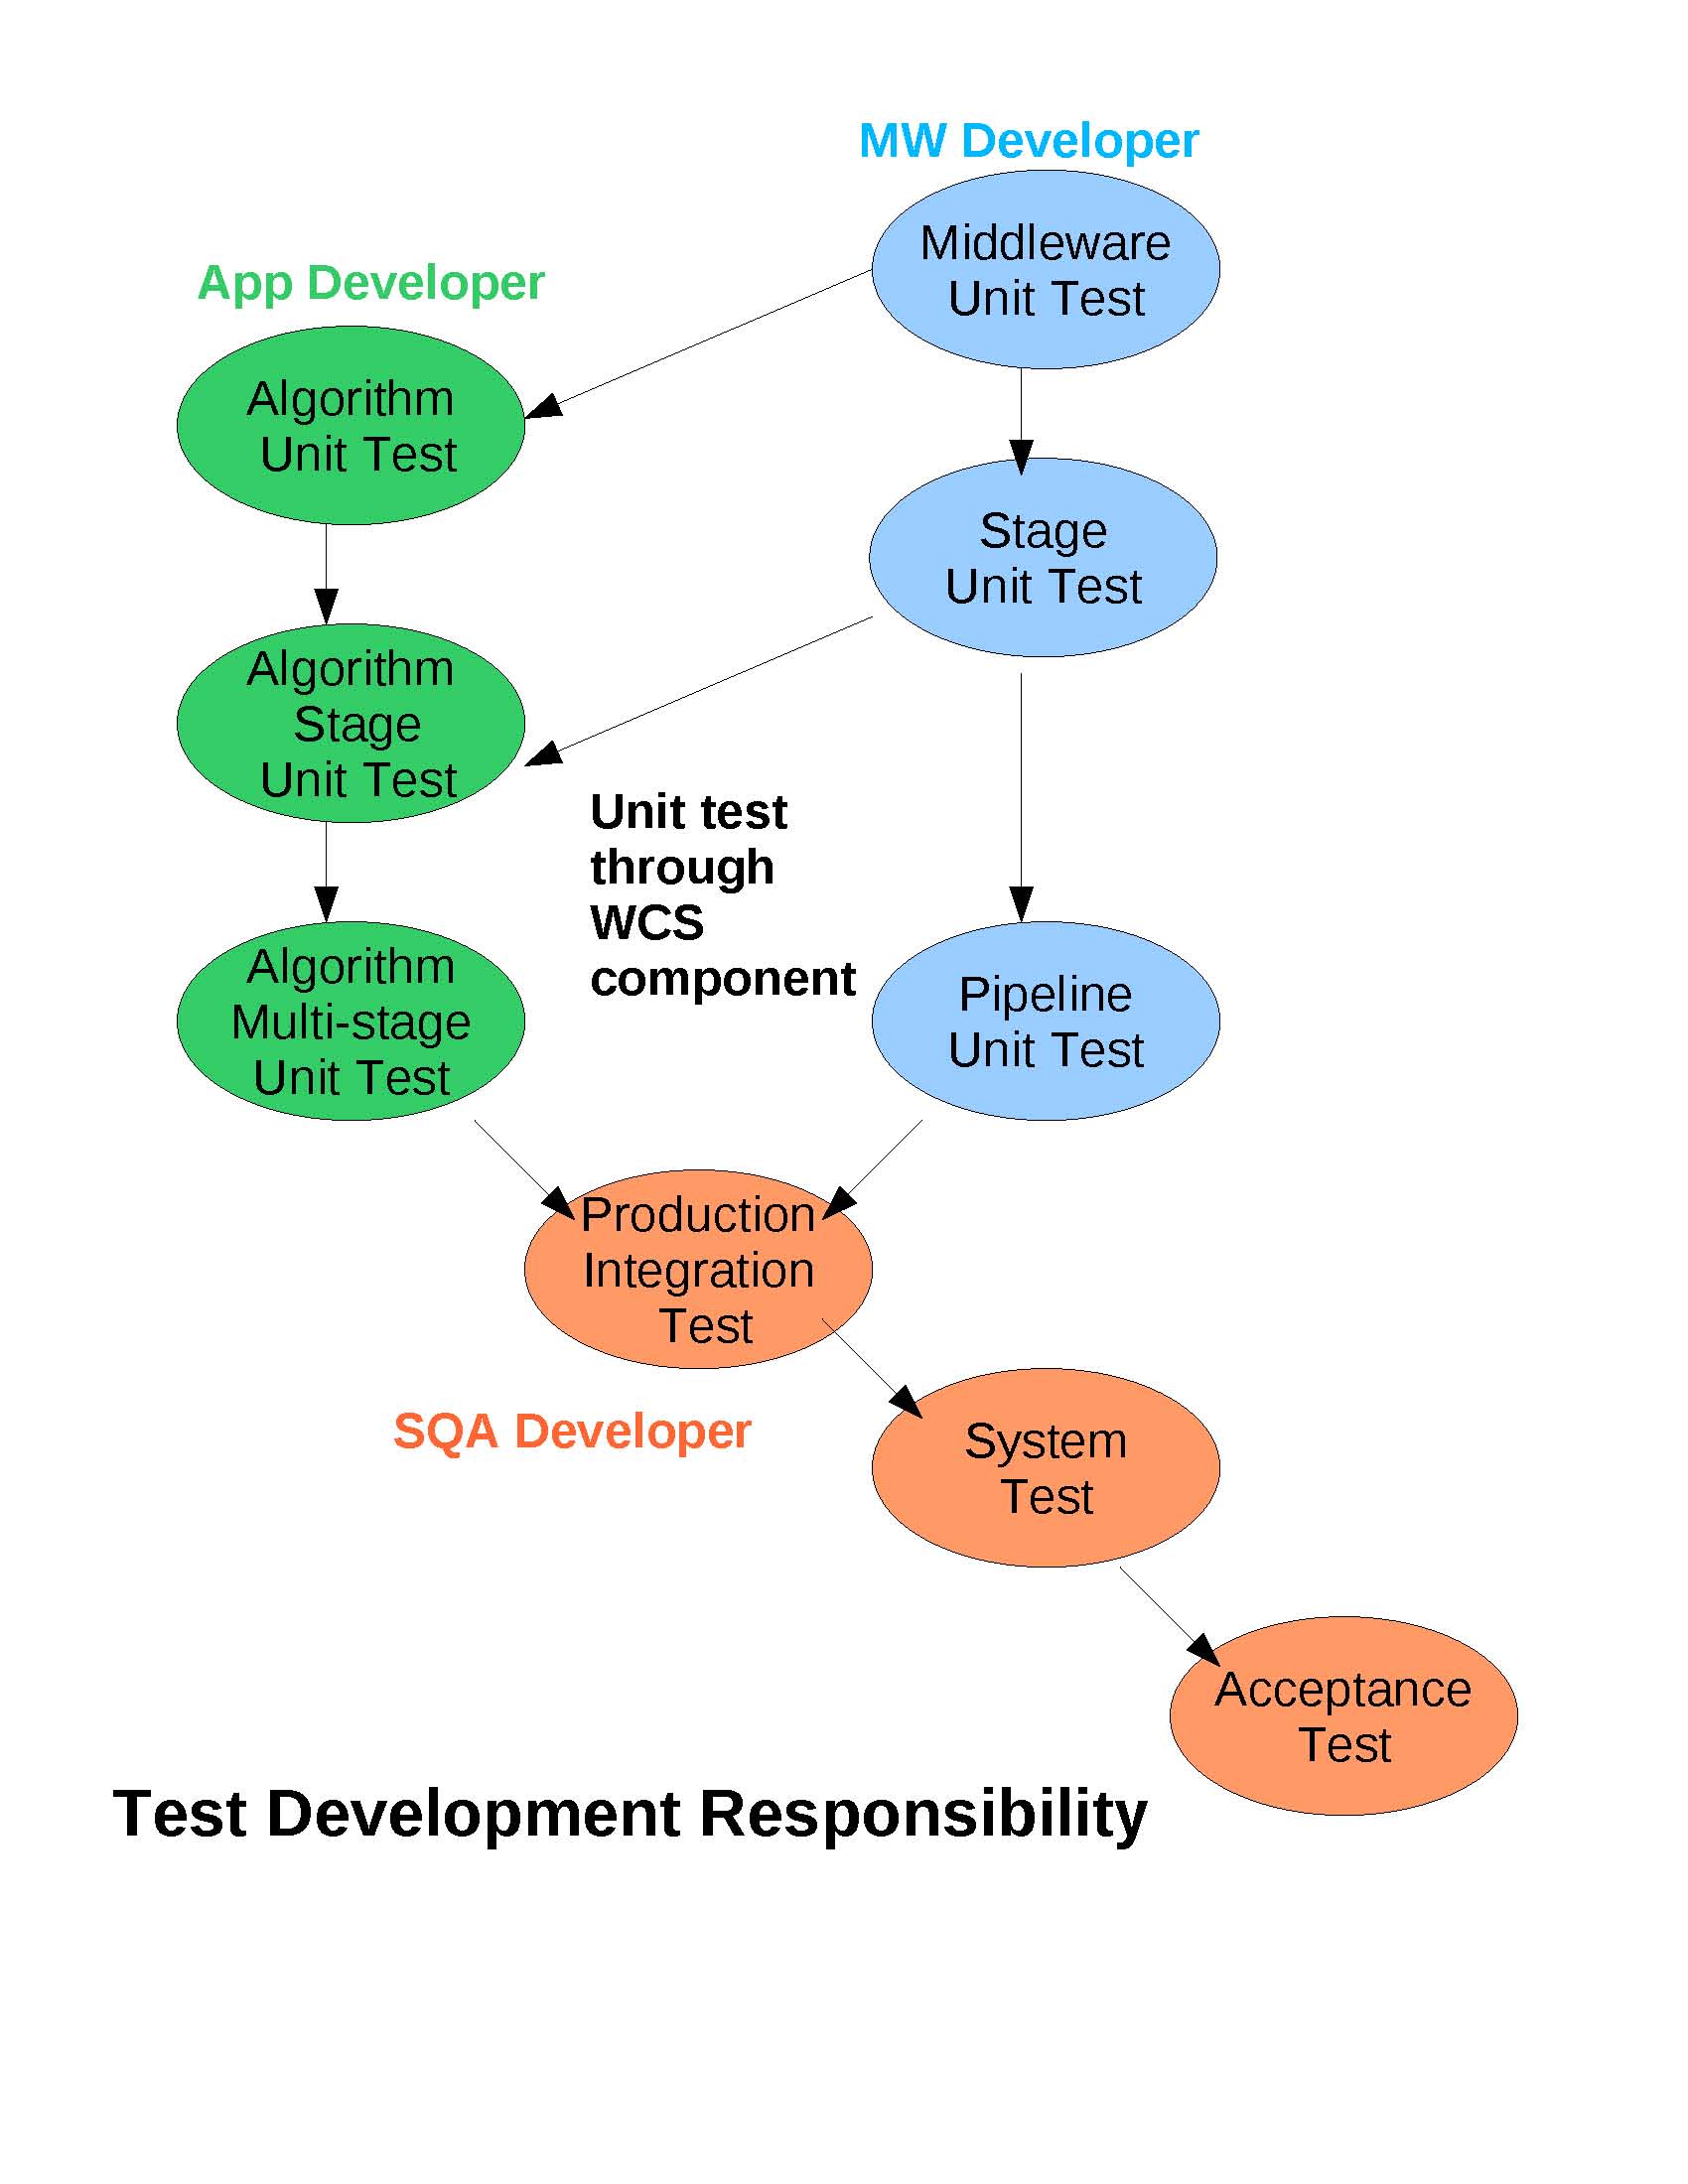 MW Developer
Middleware
Unit Test
App Developer
Algorithm
Unit Test
Stage
Unit Test
Algorithm
Stage
Unit Test
Unit test
through
WCS
component
Algorithm
Multi-stage
Unit Test
Pipeline
Unit Test
Production
Integration
Test
SQA Developer
System
Test
Acceptance
Test
Test Development Responsibility